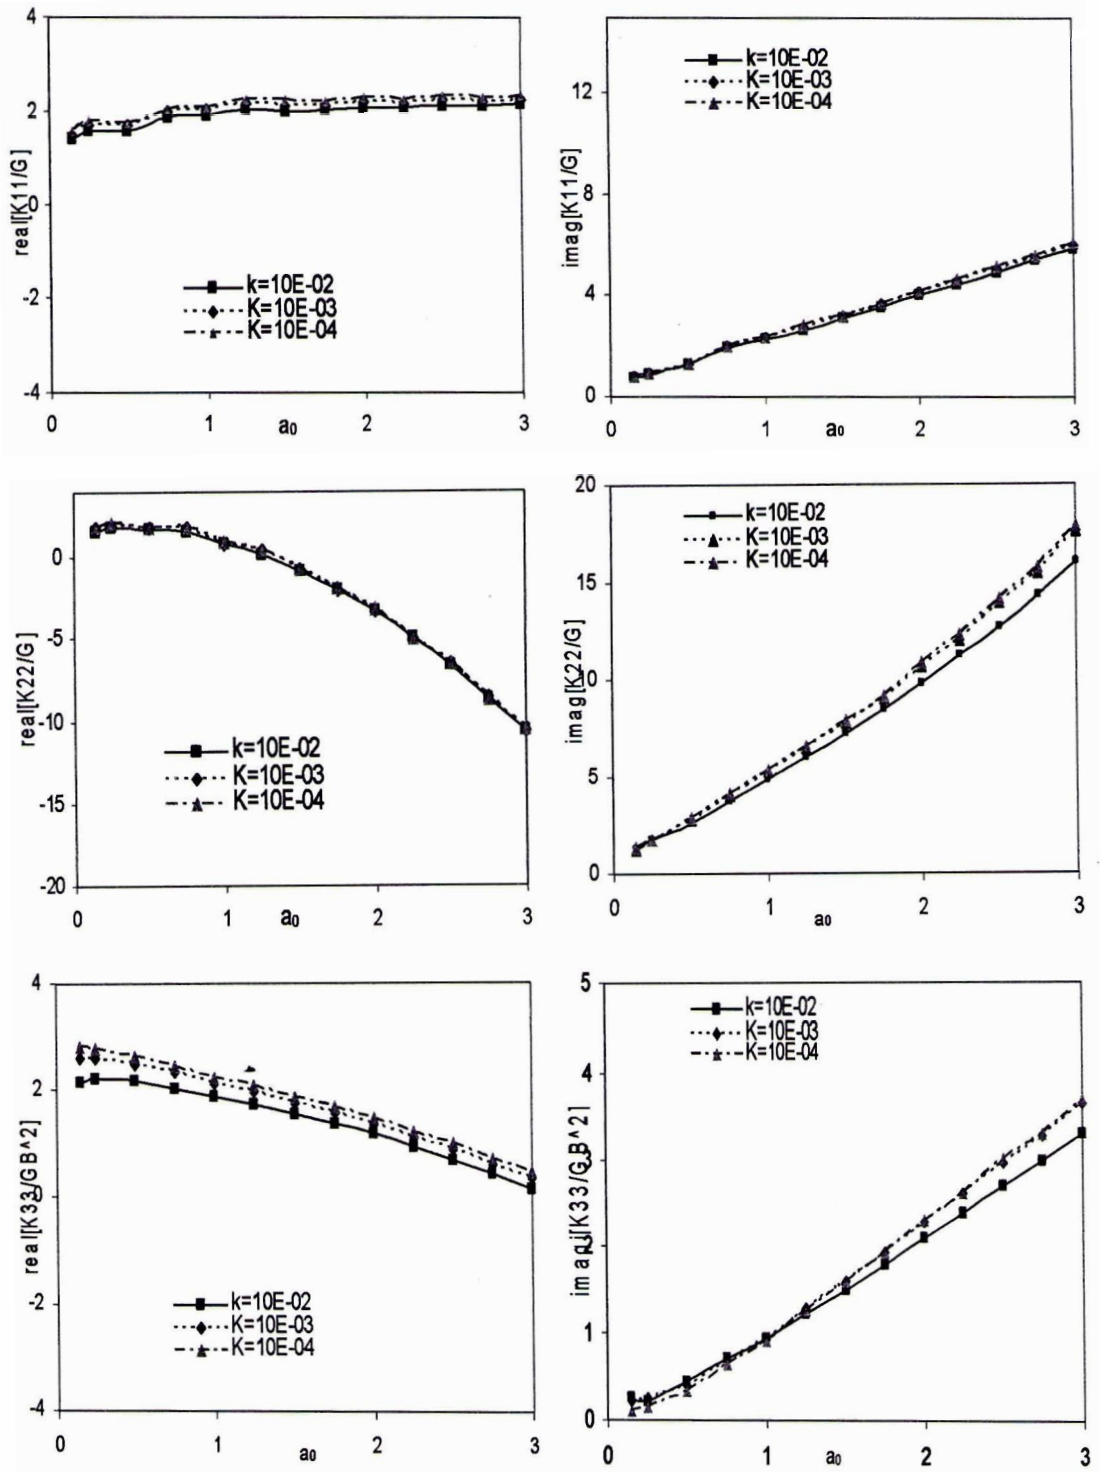 4
2
0
-2
-4
real[K11/G]
k=10E-02
K=10E-03
K=10E-04
0 1 a0 2 3
12
8
4
0
imag[K11/G]
k=10E-02
K=10E-03
K=10E-04
0 1 a0 2 3
0
-5
-10
-15
-20
real[K22/G]
k=10E-02
K=10E-03
K=10E-04
0 1 a0 2 3
20
15
10
5
0
imag[K22/G]
k=10E-02
K=10E-03
K=10E-04
0 1 a0 2 3
4
2
0
-2
-4
real[K33/GB^2]
k=10E-02
K=10E-03
K=10E-04
0 1 a0 2 3
5
4
3
2
1
0
imag[K33/GB^2]
k=10E-02
K=10E-03
K=10E-04
0 1 a0 2 3